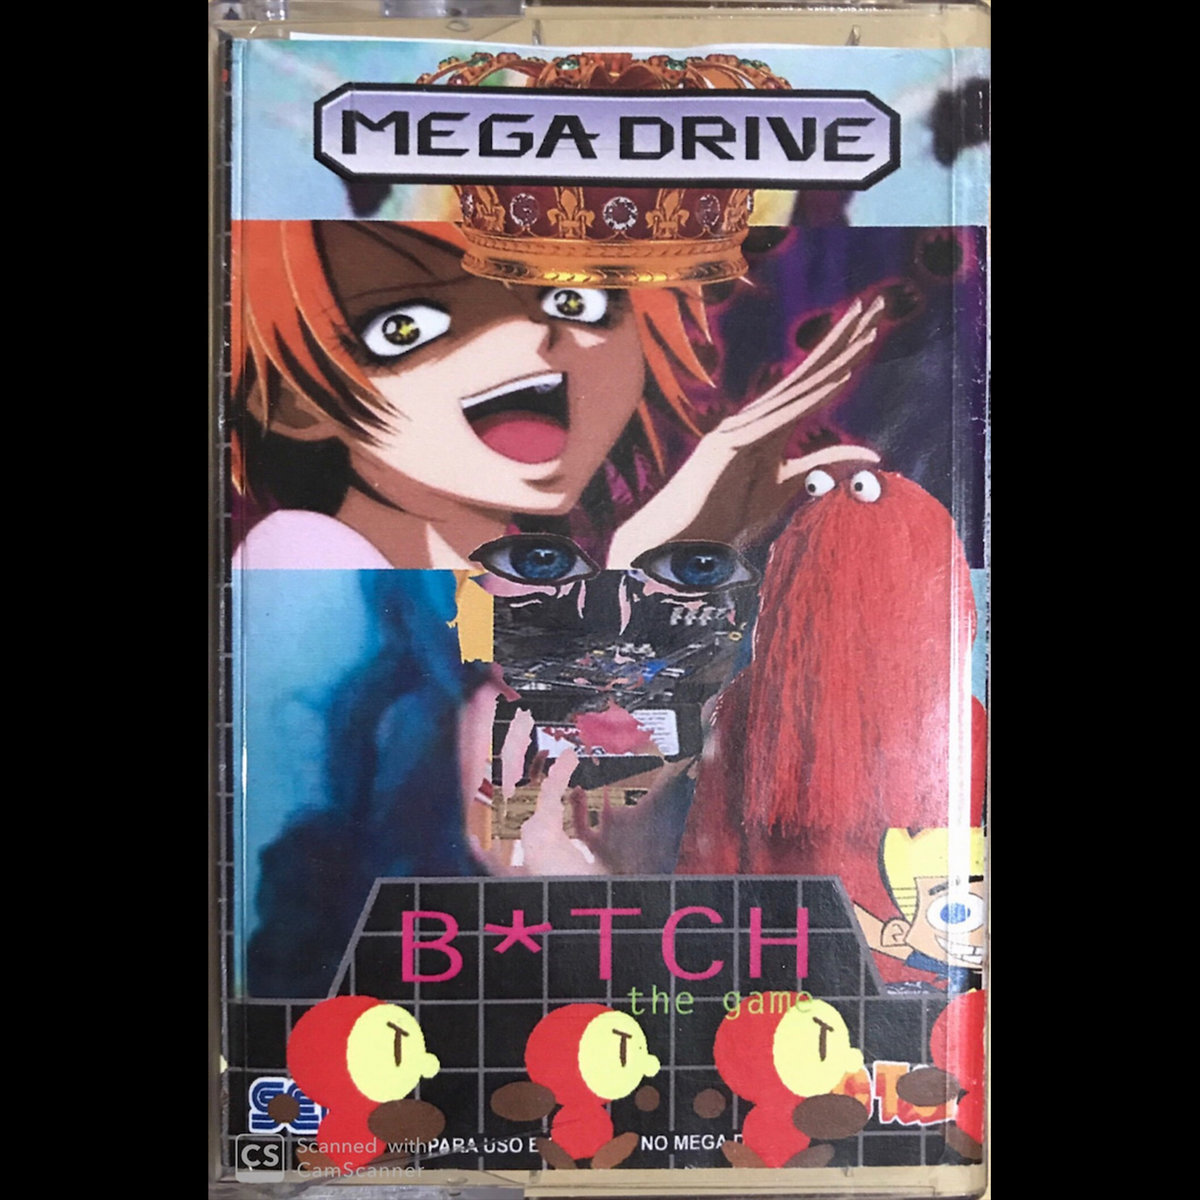 MEGA DRIVE
B*TCH
the game
PARA USO E
NO MEGA D
CS
Scanned with
CamScanner